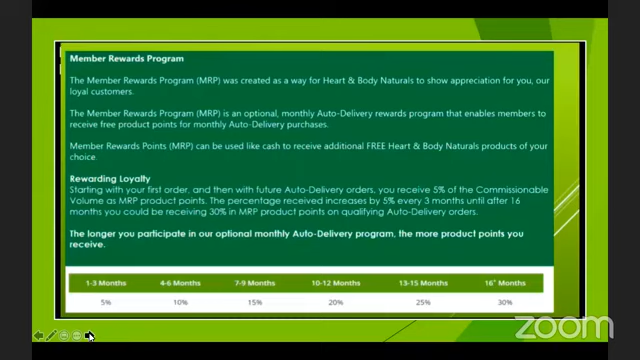 Member Rewards Program
The Member Rewards Program (MRP) was created as a way for Heart & Body Naturals to show appreciation for you, our
loyal customers.
The Member Rewards Program (MRP) is an optional, monthly Auto-Delivery rewards program that enables members to
receive free product points for monthly Auto-Delivery purchases.
Member Rewards Points (MRP) can be used like cash to receive additional FREE Heart & Body Naturals products of your
choice.
Rewarding Loyalty
Starting with your first order, and then with future Auto-Delivery orders, you receive 5% of the Commissionable
Volume as MRP product points. The percentage received increases by 5% every 3 months until after 16
months you could be receiving 30% in MRP product points on qualifying Auto-Delivery orders.
The longer you participate in our optional monthly Auto-Delivery program, the more product points you
receive.
1-3 Months 4-6 Months 7-9 Months 10-12 Months 13-15 Months 16+ Months
5% 10% 15% 20% 25% 30%
zoom